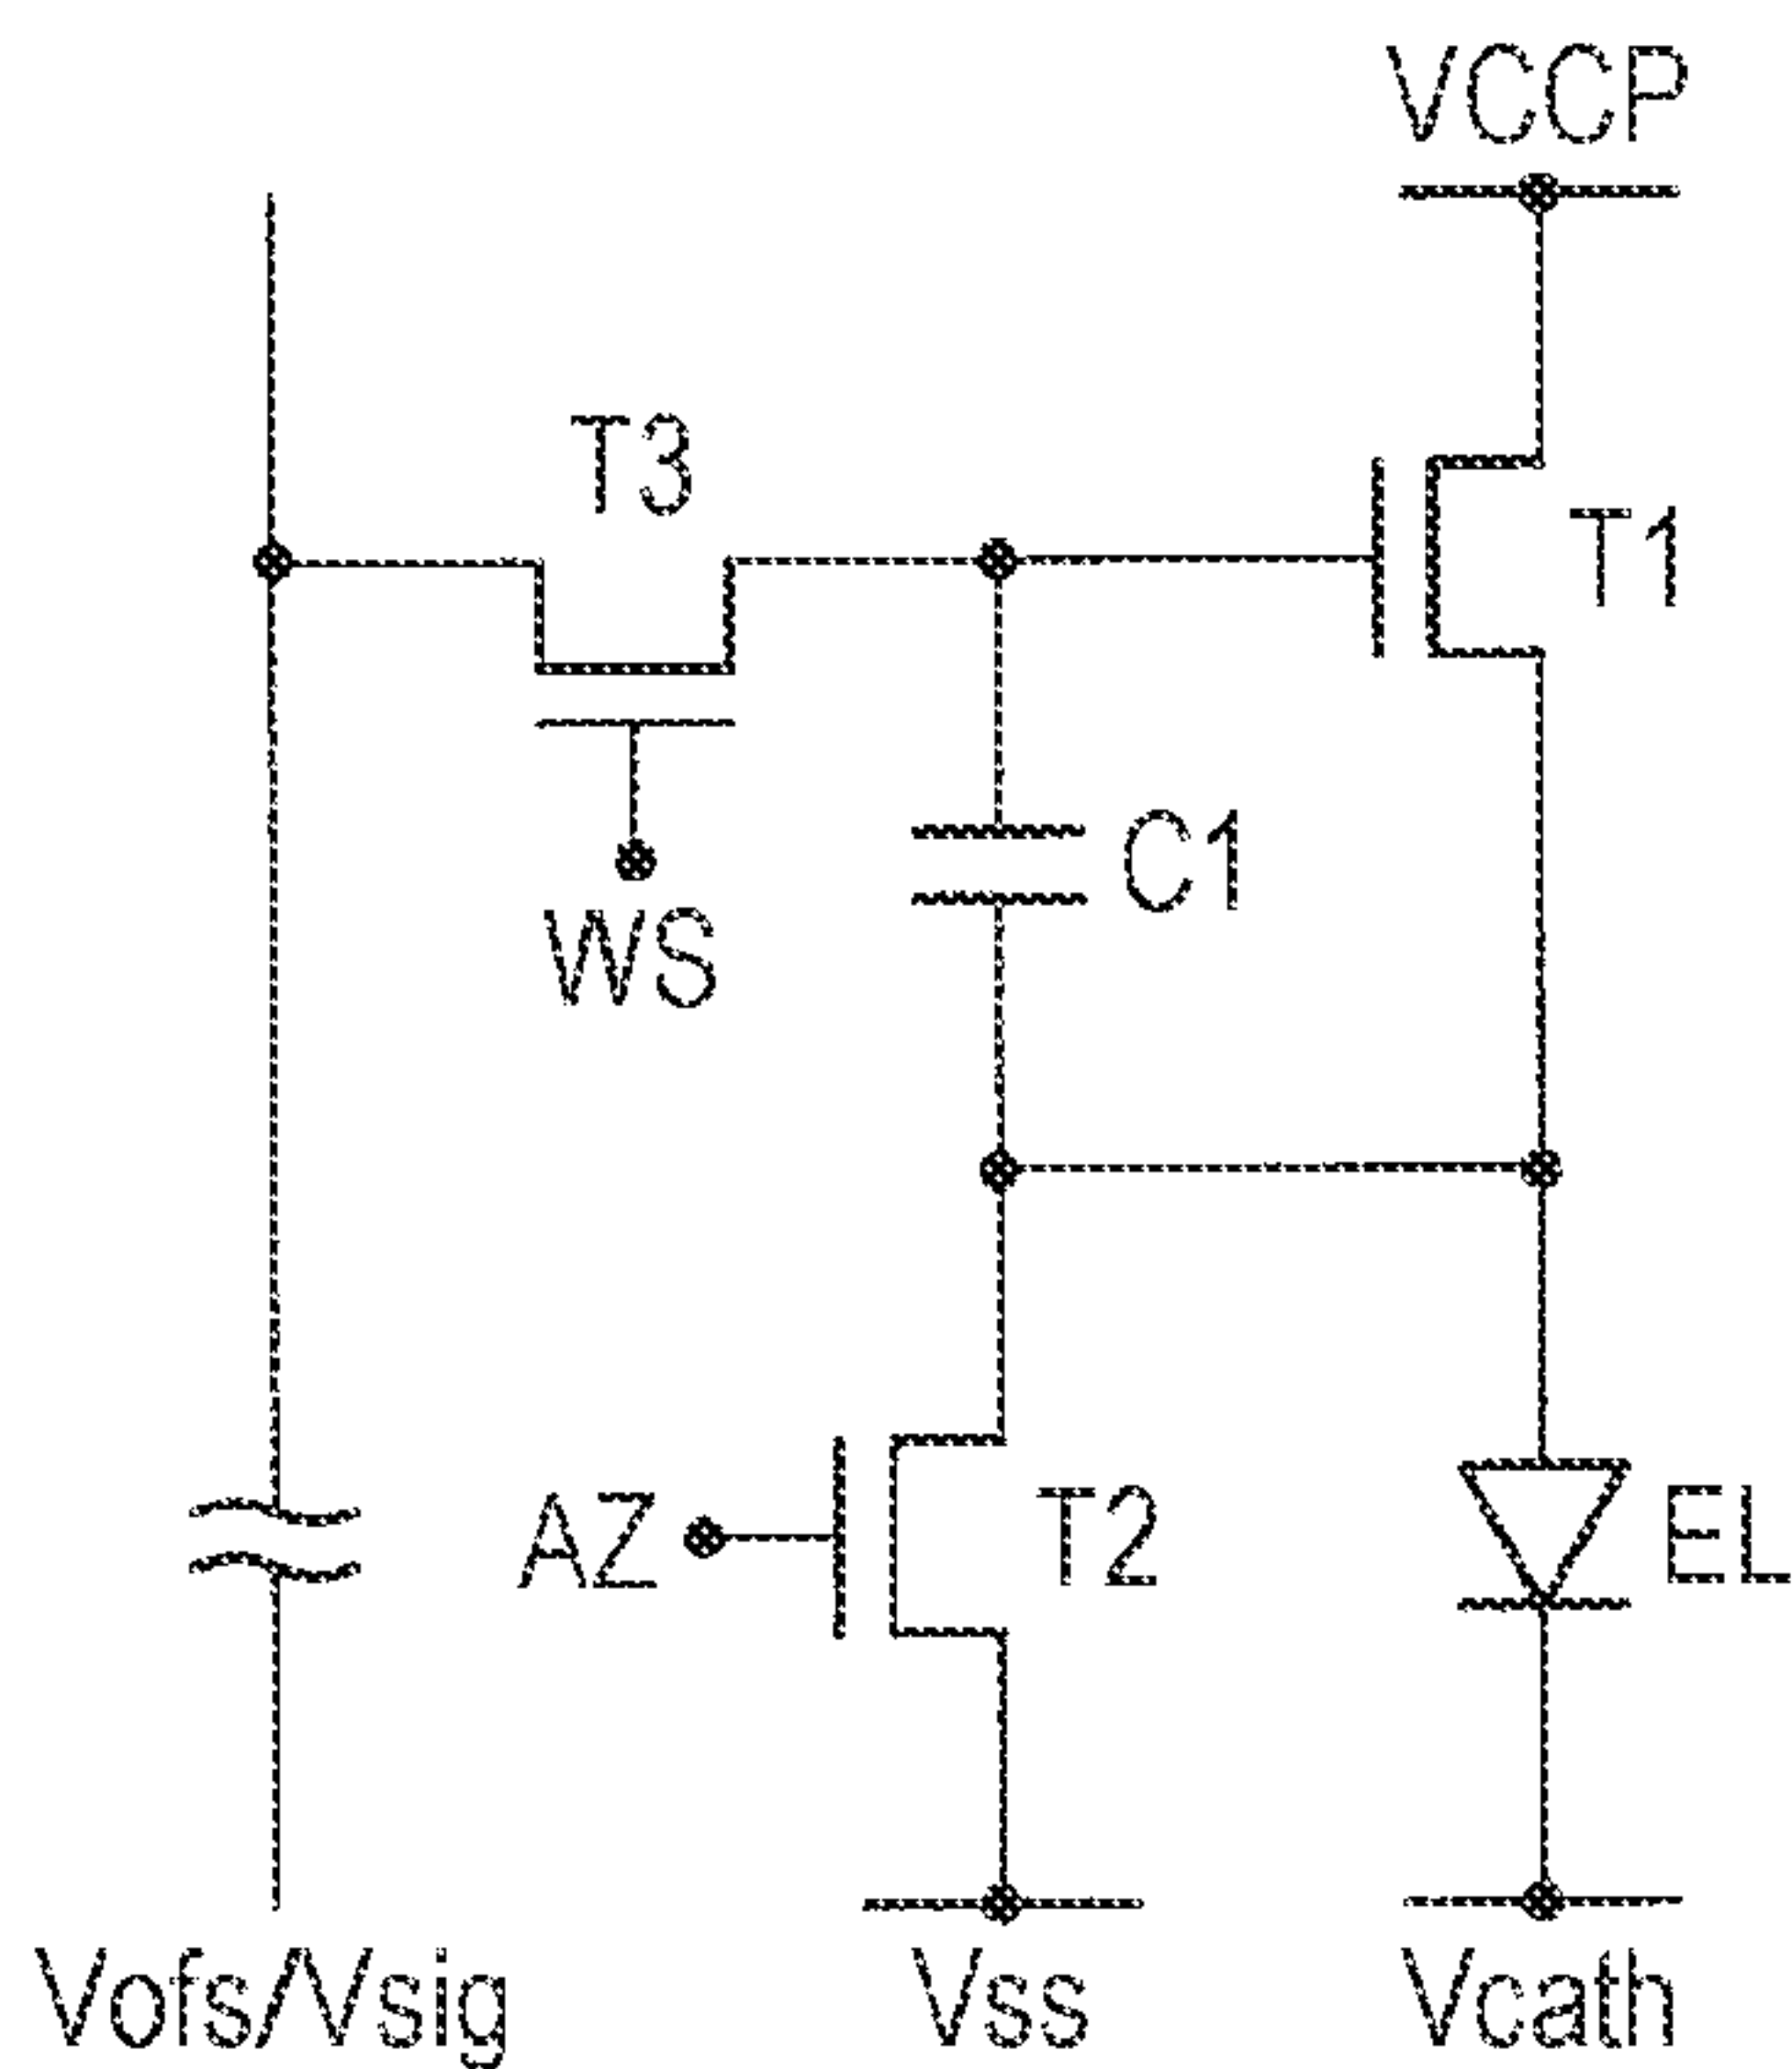 VCCP
T3
T1
C1
WS
AZ
T2
EL
Vofs/Vsig
Vss
Vcath